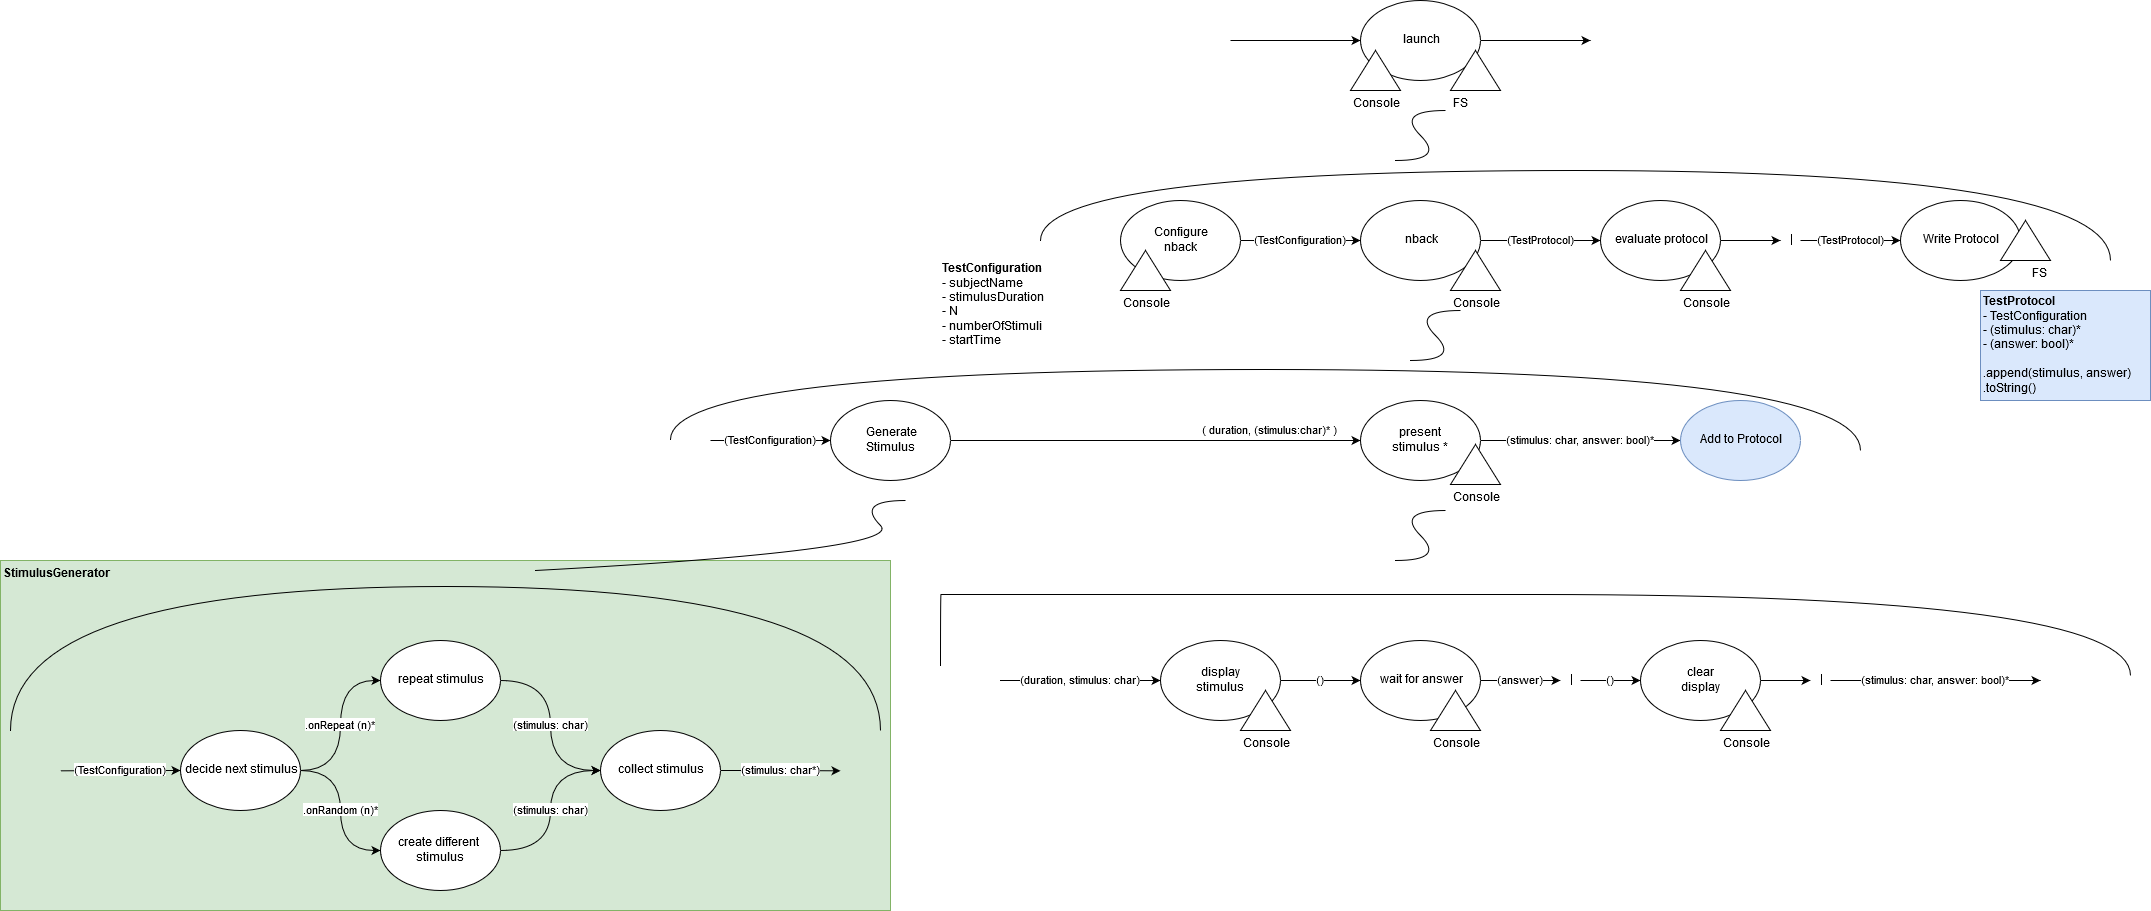 launch
Console
FS
Configure
nback
(TestConfiguration)
nback
(TestProtocol)
evaluate protocol
|
(TestProtocol)
Write Protocol
Console
Console
Console
FS
TestConfiguration
- subjectName
- stimulusDuration
- N
- numberOfStimuli
- startTime
TestProtocol
- TestConfiguration
- (stimulus: char)*
- (answer: bool)*
.append(stimulus, answer)
.toString()
(TestConfiguration)
Generate
Stimulus
( duration, (stimulus:char)* )
present
stimulus *
Console
(stimulus: char, answer: bool)*
Add to Protocol
StimulusGenerator
(TestConfiguration)
decide next stimulus
.onRepeat (n)*
.onRandom (n)*
repeat stimulus
create different
stimulus
(stimulus: char)
(stimulus: char)
collect stimulus
(stimulus: char*)
(duration, stimulus: char)
display
stimulus
Console
()
wait for answer
Console
(answer)
|
()
clear
display
Console
|
(stimulus: char, answer: bool)*